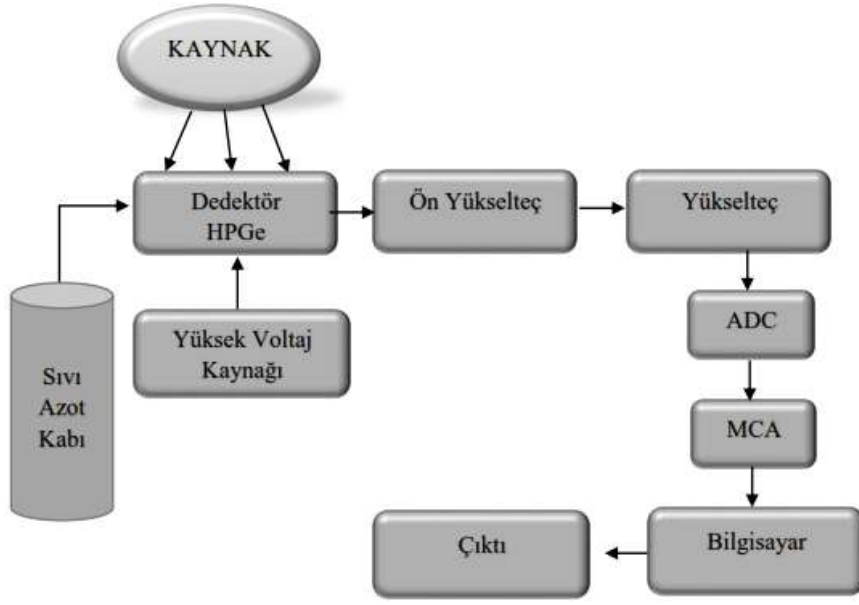 KAYNAK
Dedektör
HPGe
Ön Yükselteç
Yükselteç
Yüksek Voltaj
Kaynağı
Sıvı
Azot
Kabı
ADC
MCA
Bilgisayar
Çıktı